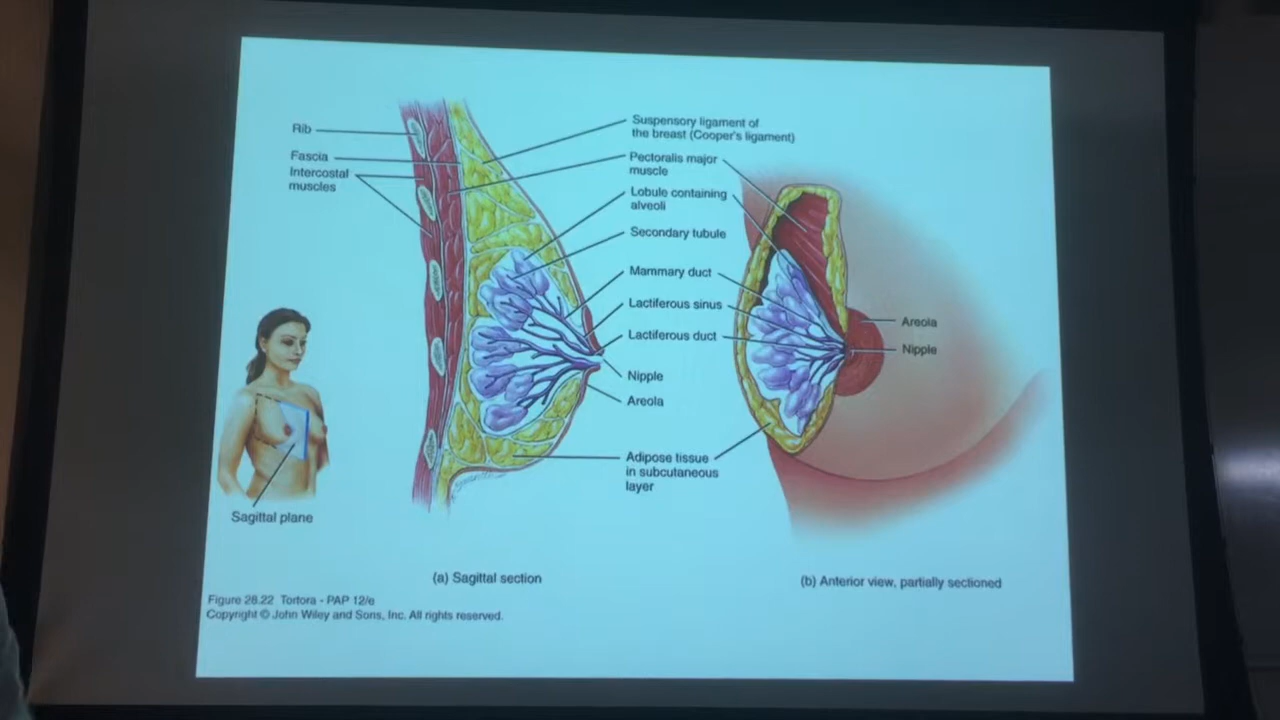 Rib
Fascia
Intercostal
muscles
Suspensory ligament of
the breast (Cooper's ligament)
Pectoralis major
muscle
Lobule containing
alveoli
Secondary tubule
Mammary duct
Lactiferous sinus
Lactiferous duct
Nipple
Areola
Adipose tissue
in subcutaneous
layer
Areola
Nipple
Sagittal plane
(a) Sagittal section
(b) Anterior view, partially sectioned
Figure 28.22 Tortora - PAP 12/e
Copyright © John Wiley and Sons, Inc. All rights reserved.